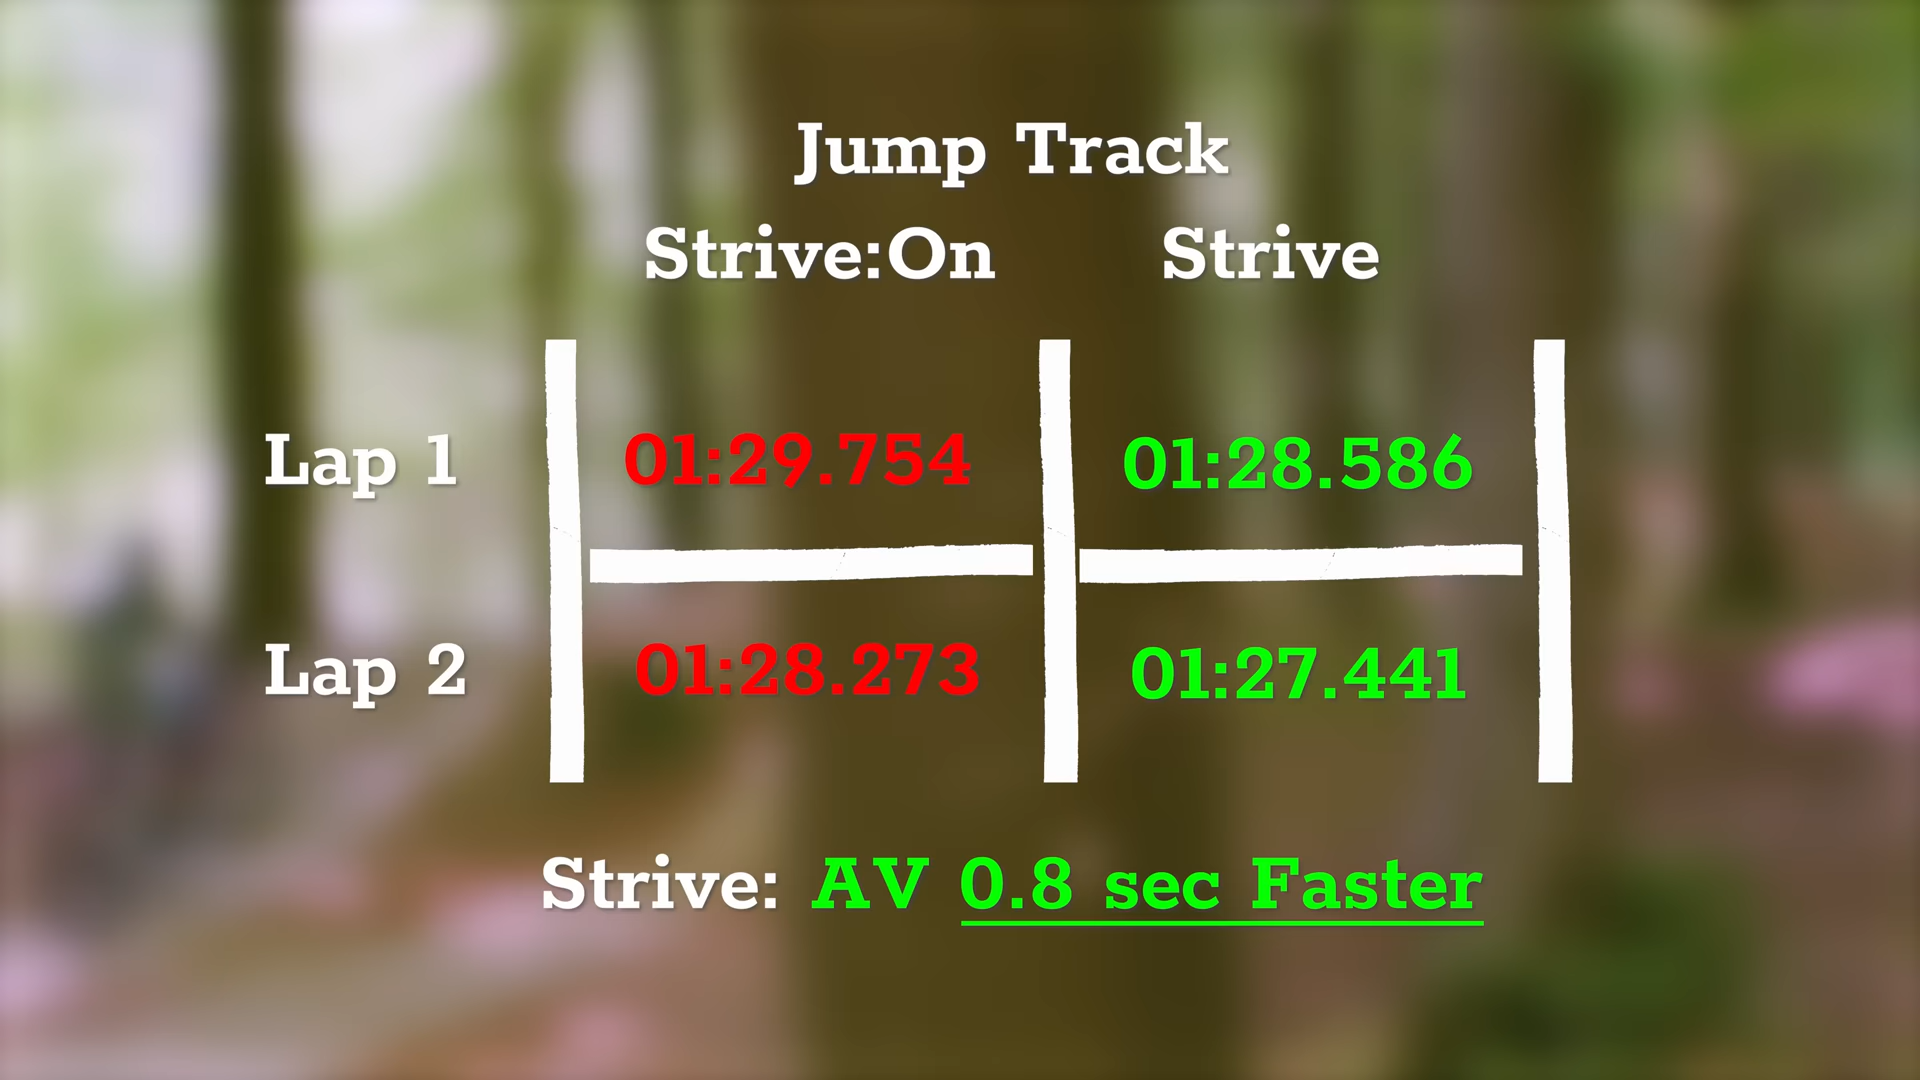 Jump Track
Strive:On Strive
Lap 1 01:29.754 01:28.586
Lap 2 01:28.273 01:27.441
Strive: AV 0.8 sec Faster